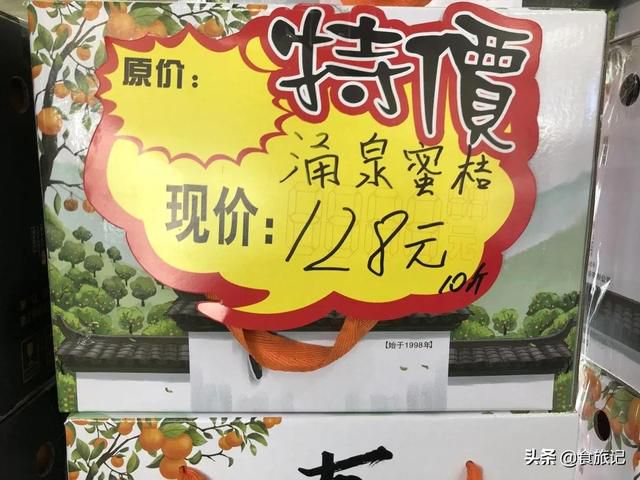 特價
原价：
涌泉蜜桔
现价：
128元
10斤
【始于1998年】
头条 @食旅记